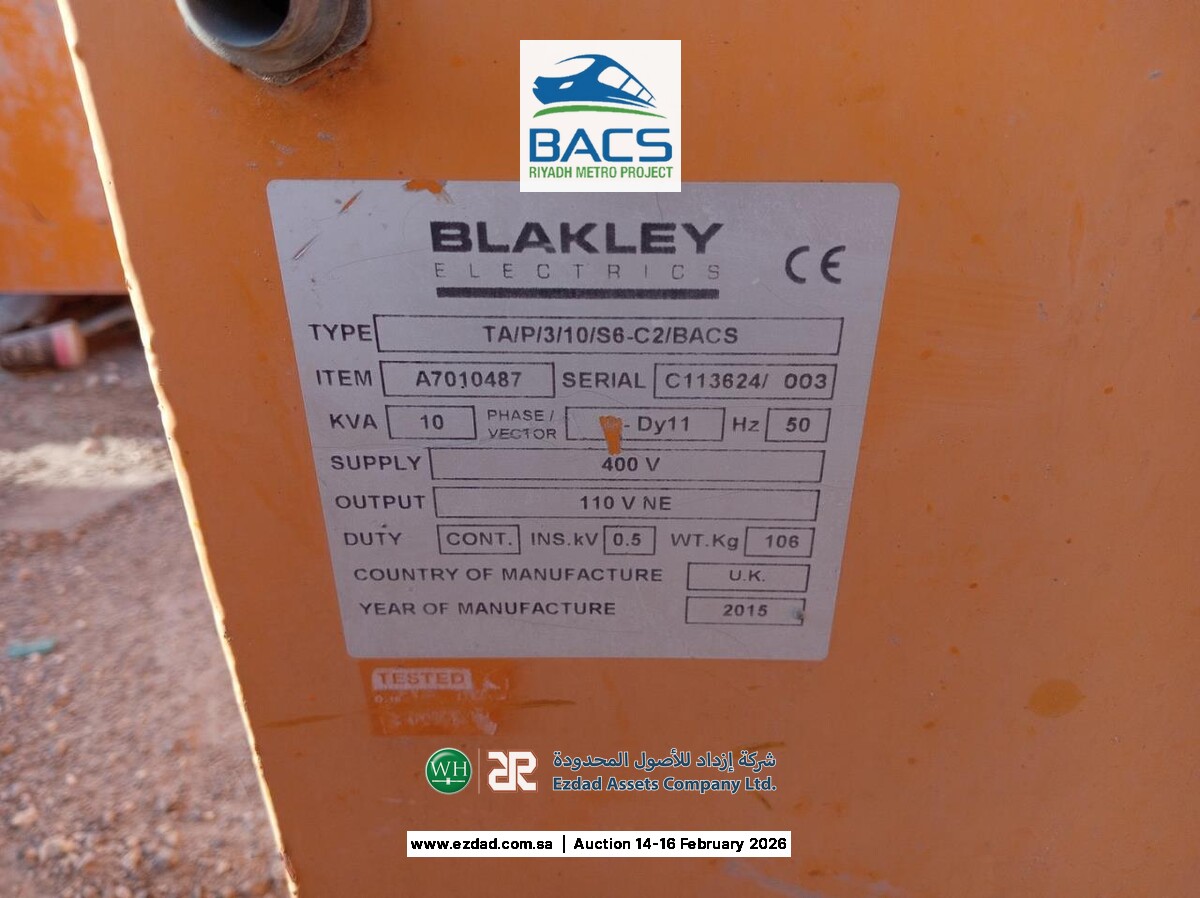 BACS
RIYADH METRO PROJECT
BLAKLEY
ELECTRICS
CE
TYPE TA/P/3/10/S6-C2/BACS
ITEM A7010487 SERIAL C113624/ 003
KVA 10 PHASE / VECTOR - Dy11 Hz 50
SUPPLY 400 V
OUTPUT 110 V NE
DUTY CONT. INS.kV 0.5 WT.Kg 106
COUNTRY OF MANUFACTURE U.K.
YEAR OF MANUFACTURE 2015
TESTED
WH
شركة إزداد للأصول المحدودة
Ezdad Assets Company Ltd.
www.ezdad.com.sa | Auction 14-16 February 2026